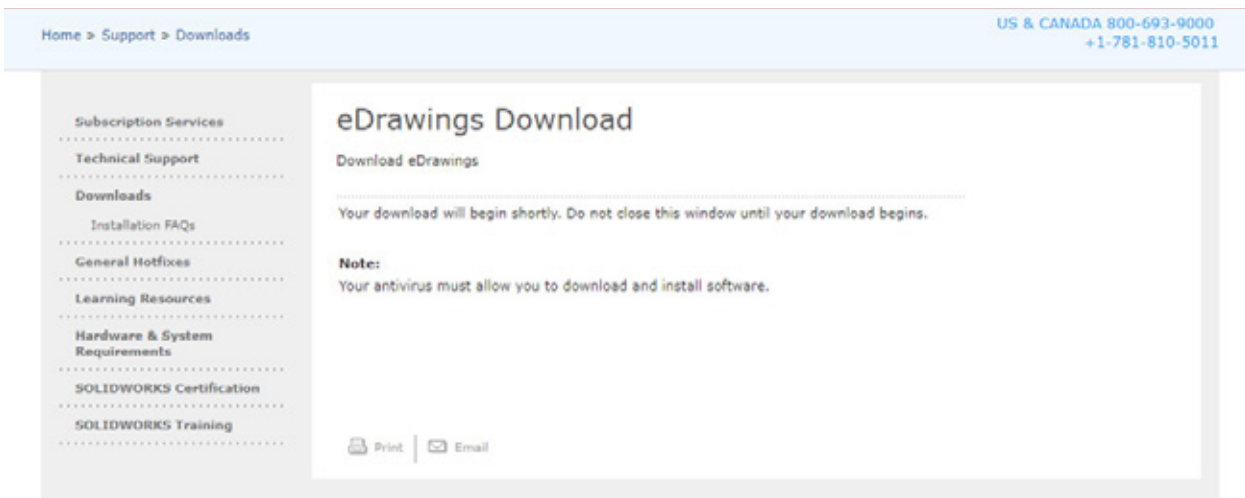 Home » Support » Downloads
US & CANADA 800-693-9000
+1-781-810-5011
Subscription Services
Technical Support
Downloads
Installation FAQs
General Hotfixes
Learning Resources
Hardware & System
Requirements
SOLIDWORKS Certification
SOLIDWORKS Training
eDrawings Download
Download eDrawings
Your download will begin shortly. Do not close this window until your download begins.
Note:
Your antivirus must allow you to download and install software.
Print
Email